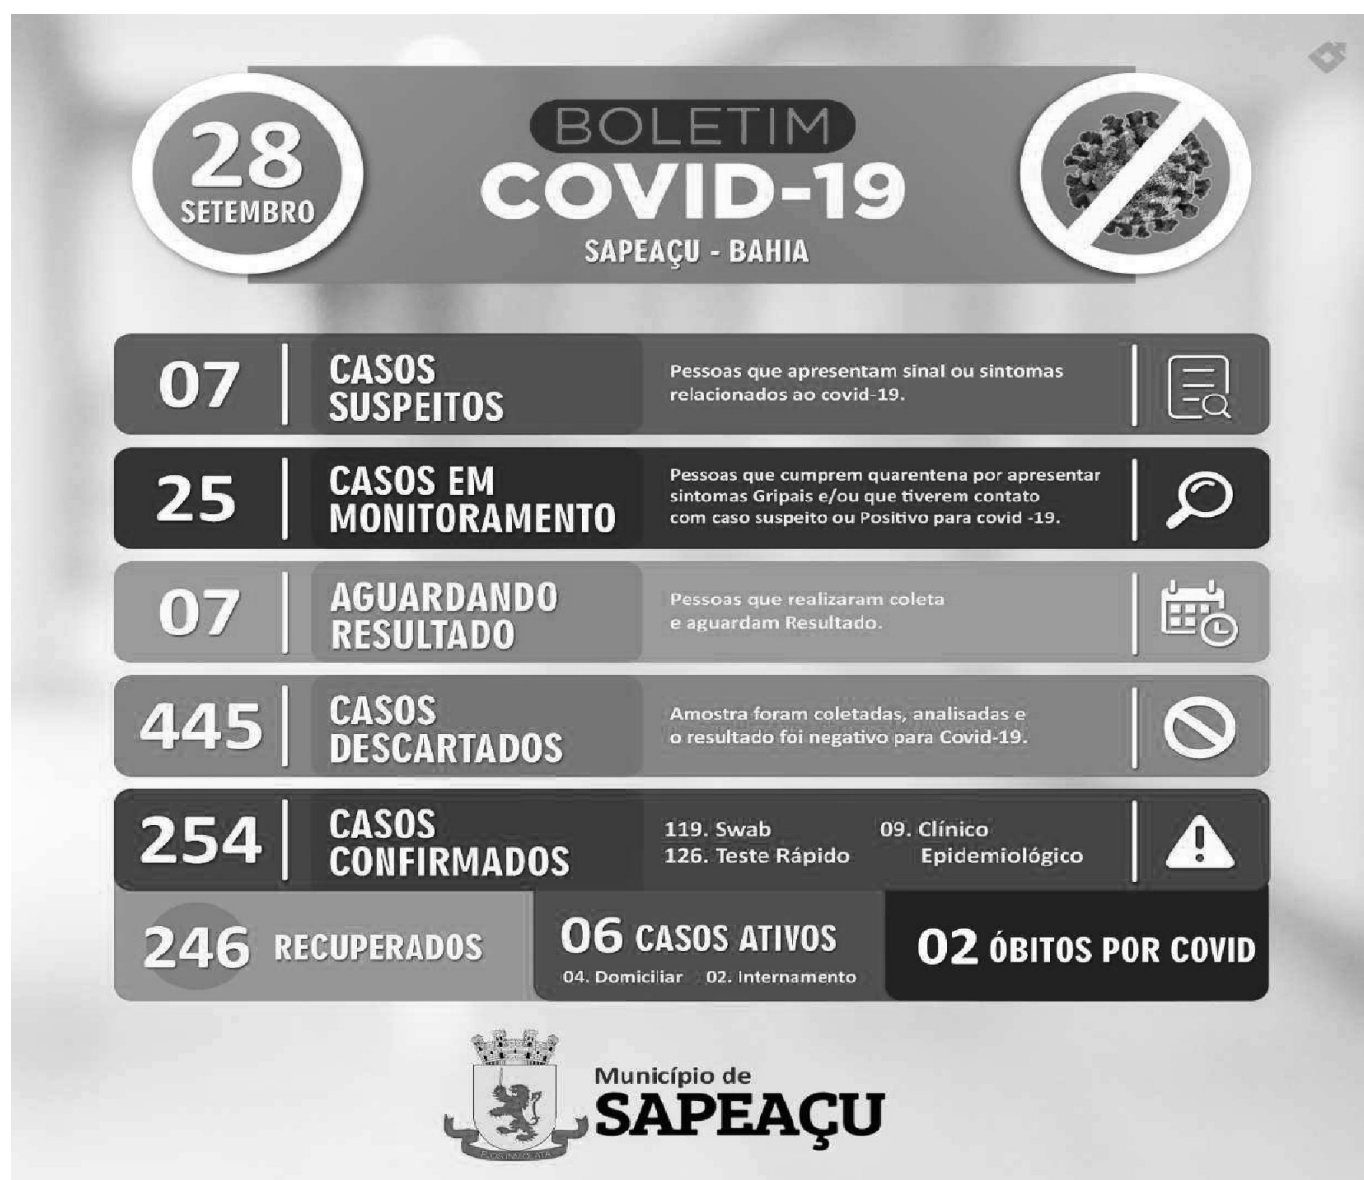 28
SETEMBRO
BOLETIM
COVID-19
SAPEAÇU - BAHIA
07
CASOS
SUSPEITOS
Pessoas que apresentam sinal ou sintomas
relacionados ao covid-19.
25
CASOS EM
MONITORAMENTO
Pessoas que cumprem quarentena por apresentar
sintomas Gripais e/ou que tiverem contato
com caso suspeito ou Positivo para covid -19.
07
AGUARDANDO
RESULTADO
Pessoas que realizaram coleta
e aguardam Resultado.
445
CASOS
DESCARTADOS
Amostra foram coletadas, analisadas e
o resultado foi negativo para Covid-19.
254
CASOS
CONFIRMADOS
119. Swab
126. Teste Rápido
09. Clínico
Epidemiológico
246 RECUPERADOS
06 CASOS ATIVOS
04. Domiciliar 02. Internamento
02 ÓBITOS POR COVID
Município de
SAPEAÇU